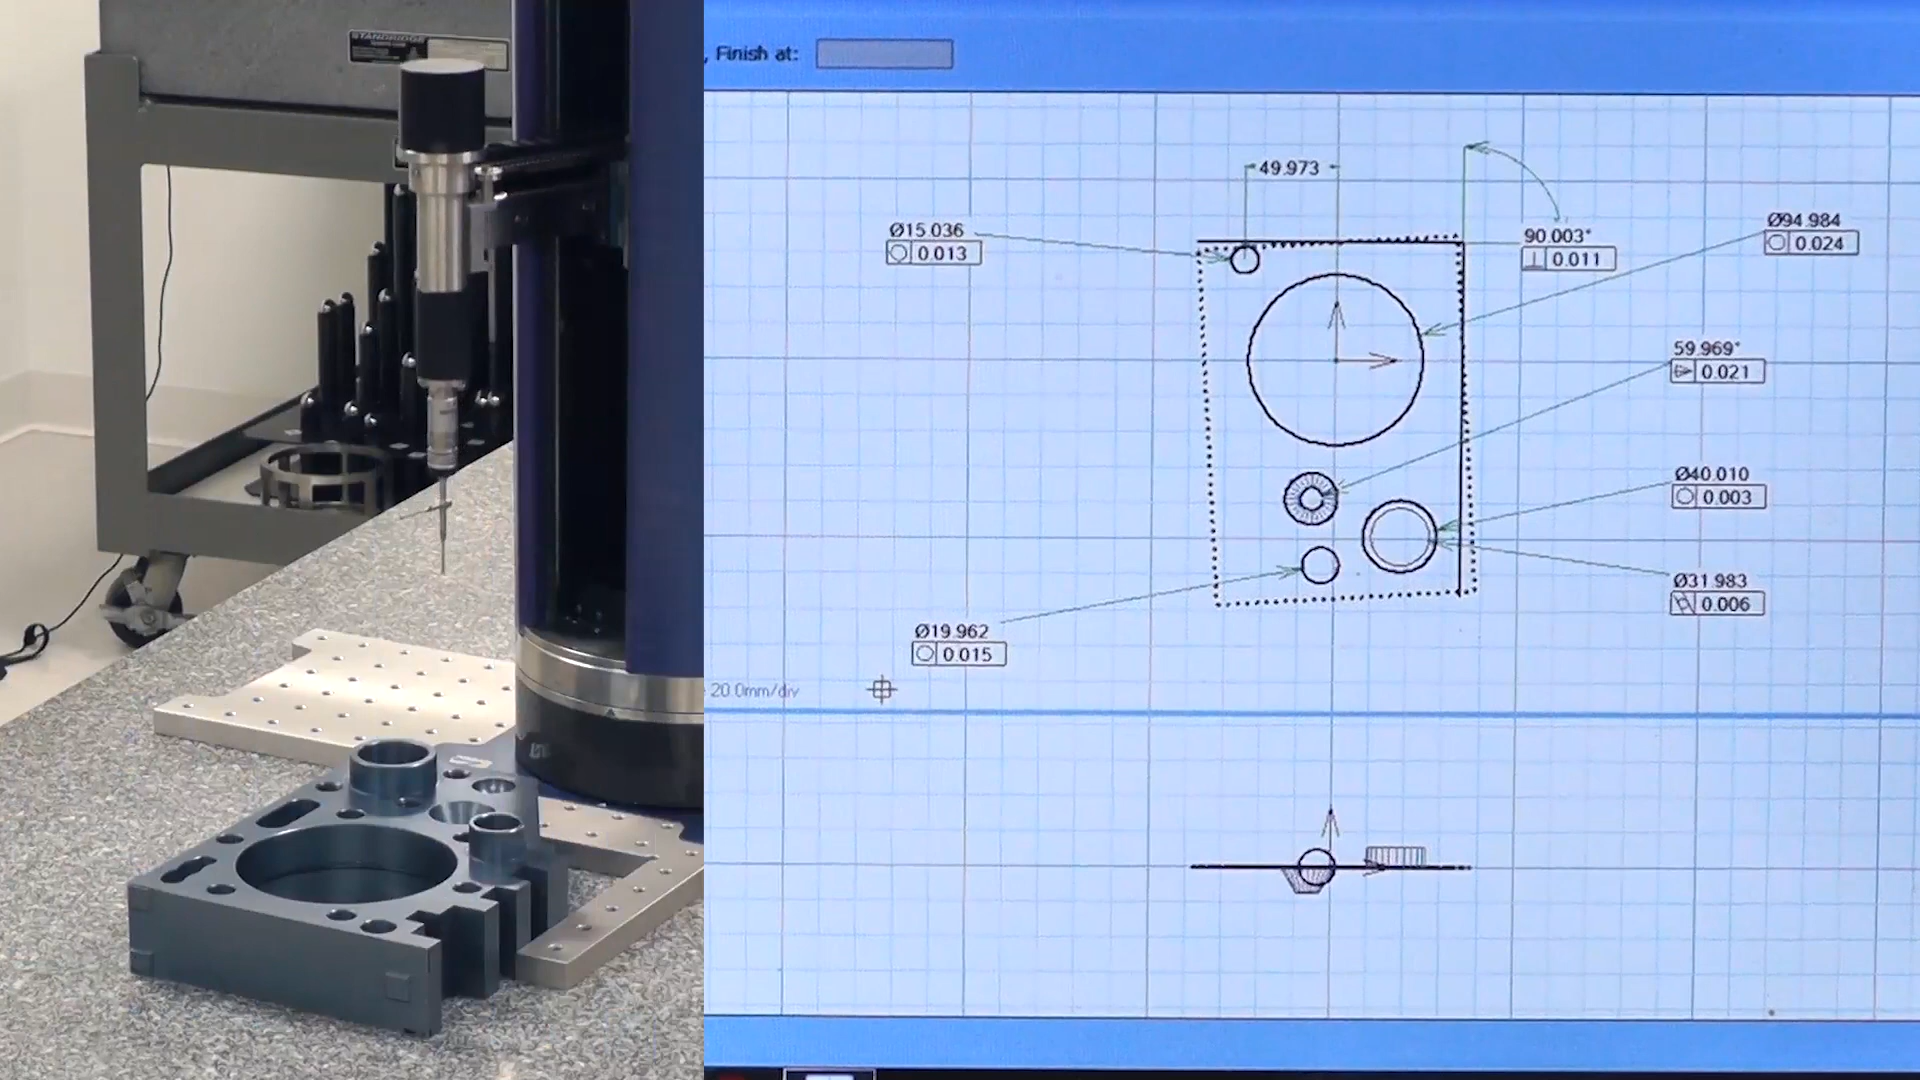 STANDRIDGE
, Finish at:
49.973
Ø15.036
0.013
90.003°
0.011
Ø94.984
0.024
59.969°
0.021
Ø40.010
0.003
Ø31.983
0.006
Ø19.962
0.015
20.0mm/div